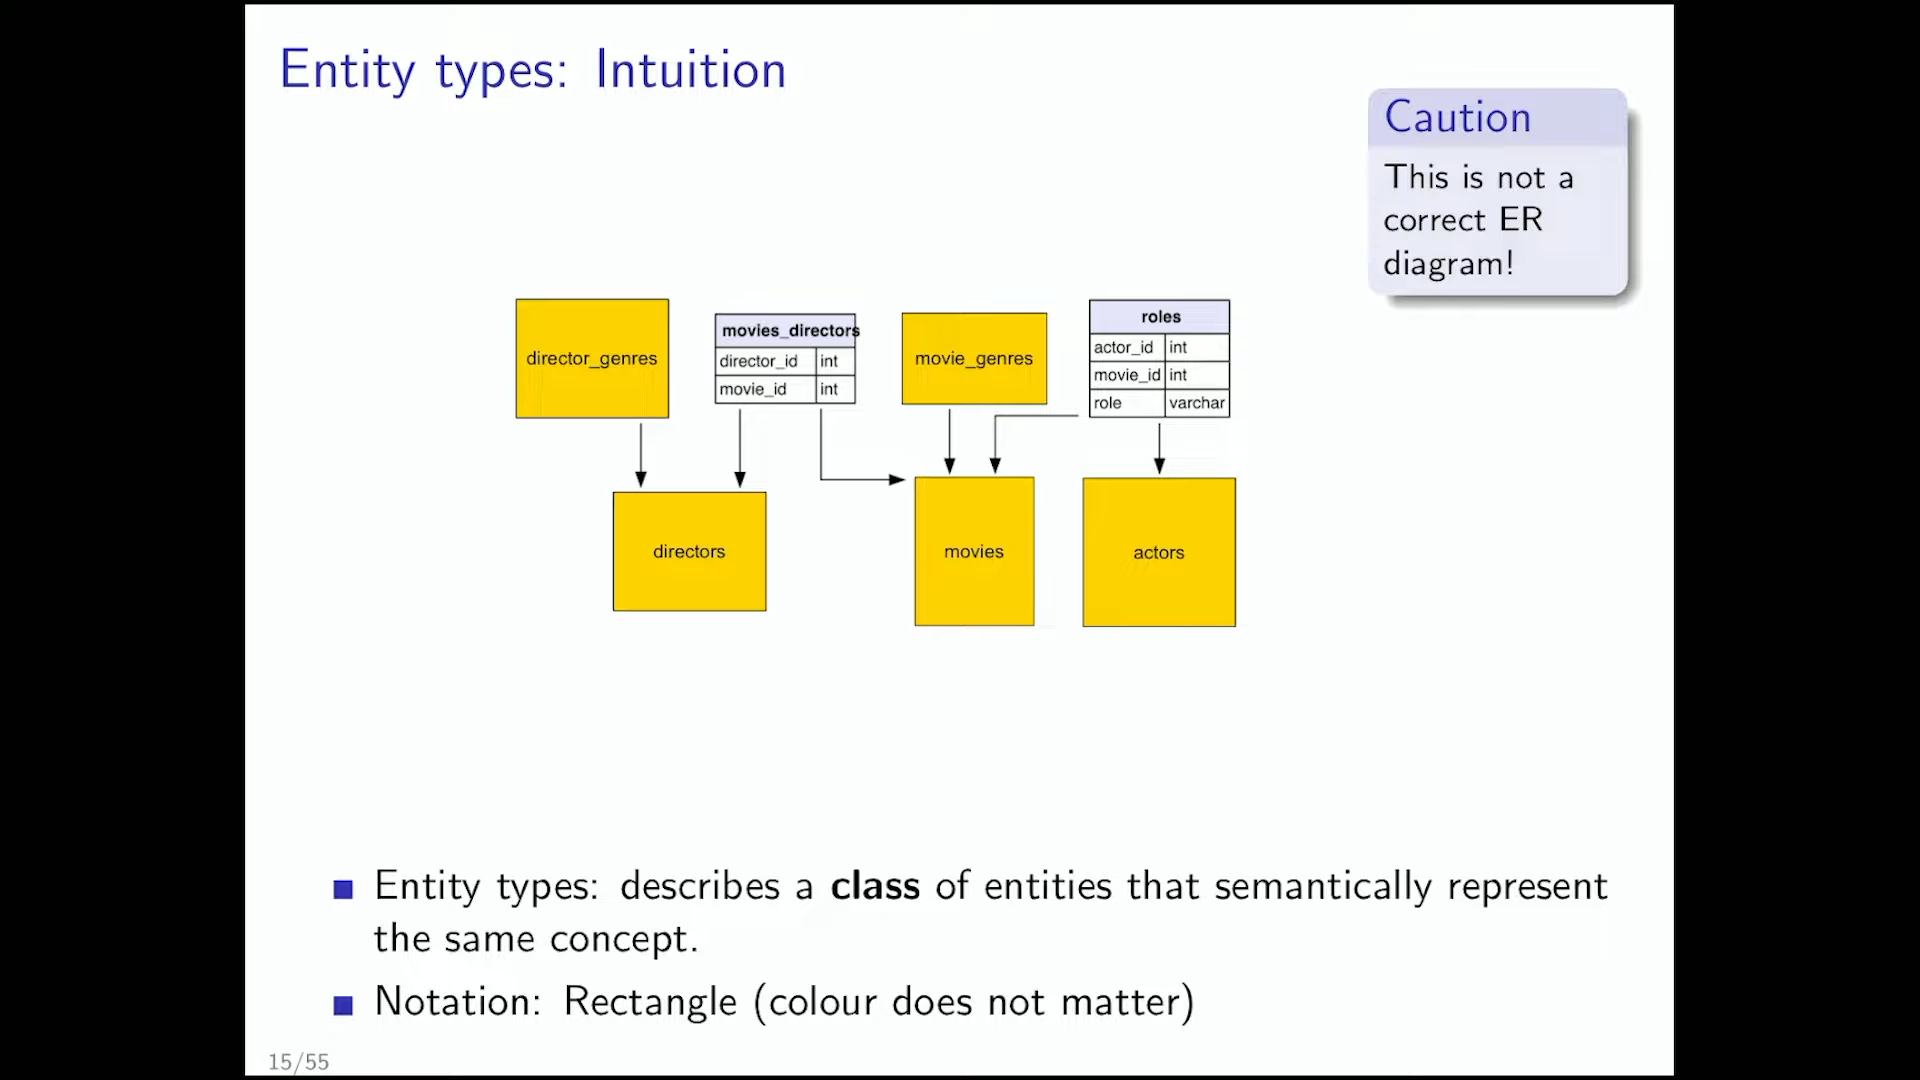 Entity types: Intuition
Caution
This is not a
correct ER
diagram!
director_genres
movies_directors
director_id int
movie_id int
movie_genres
roles
actor_id int
movie_id int
role varchar
directors
movies
actors
Entity types: describes a class of entities that semantically represent
the same concept.
Notation: Rectangle (colour does not matter)
15/55